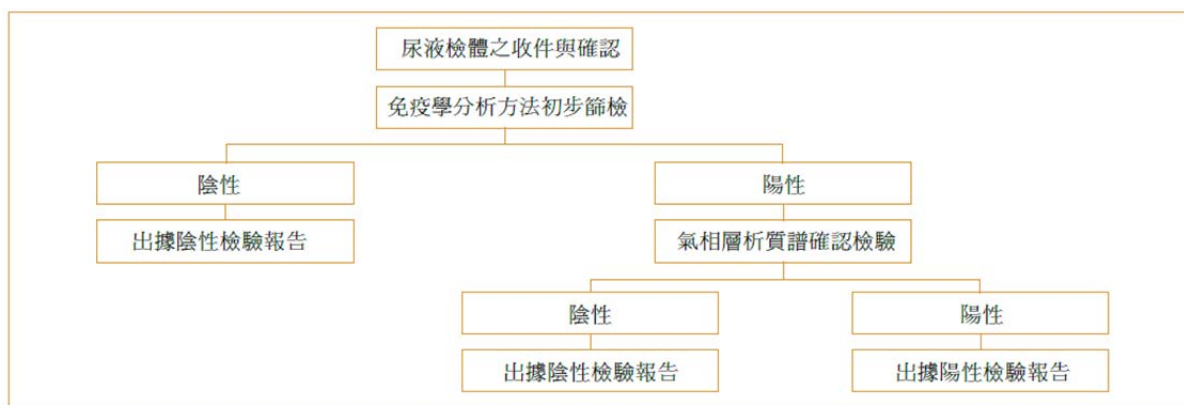 尿液檢體之收件與確認
免疫學分析方法初步篩檢
陰性
陽性
出據陰性檢驗報告
氣相層析質譜確認檢驗
陰性
陽性
出據陰性檢驗報告
出據陽性檢驗報告